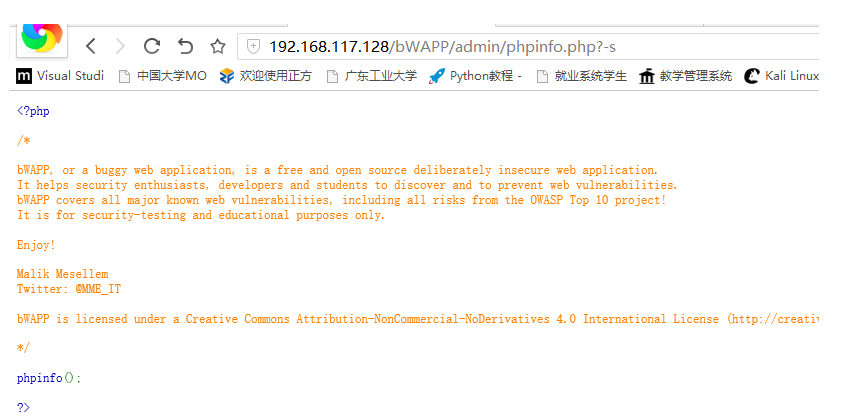 192.168.117.128/bWAPP/admin/phpinfo.php?-s
m Visual Studi 中国大学MO 欢迎使用正方 广东工业大学 Python教程 - 就业系统学生 教学管理系统 Kali Linux
<?php
/*
bWAPP, or a buggy web application, is a free and open source deliberately insecure web application.
It helps security enthusiasts, developers and students to discover and to prevent web vulnerabilities.
bWAPP covers all major known web vulnerabilities, including all risks from the OWASP Top 10 project!
It is for security-testing and educational purposes only.
Enjoy!
Malik Mesellem
Twitter: @MME_IT
bWAPP is licensed under a Creative Commons Attribution-NonCommercial-NoDerivatives 4.0 International License (http://creativ
*/
phpinfo();
?>